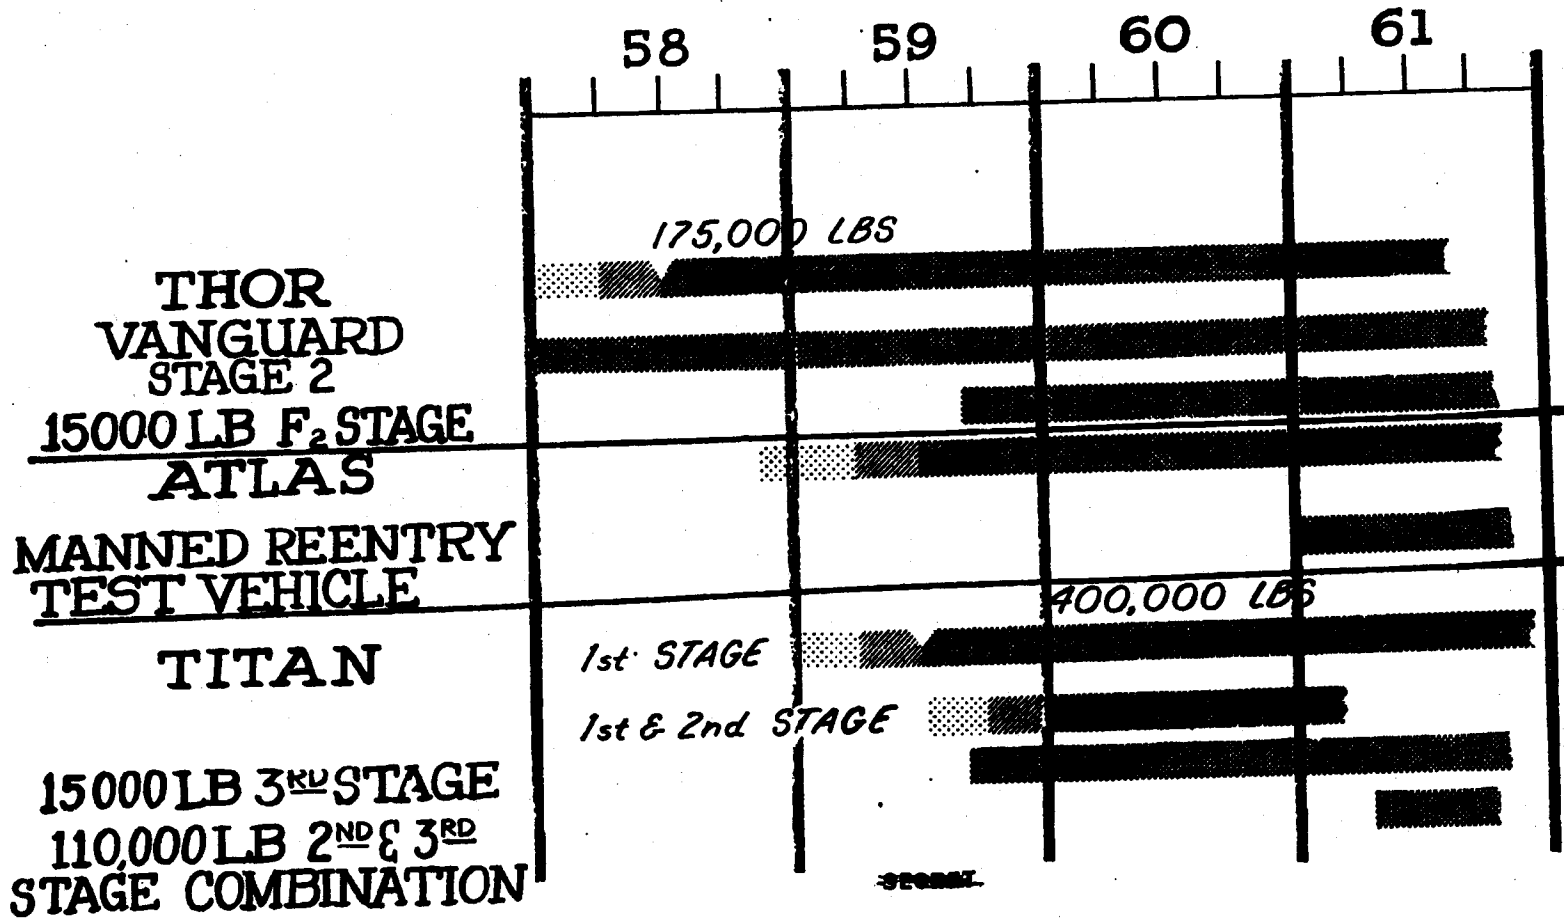 58 59 60 61
175,000 LBS
THOR
VANGUARD
STAGE 2
15000 LB F₂ STAGE
ATLAS
MANNED REENTRY
TEST VEHICLE
400,000 LBS
1st STAGE
TITAN
1st & 2nd STAGE
15000 LB 3RD STAGE
110,000 LB 2ND & 3RD
STAGE COMBINATION
SECRET